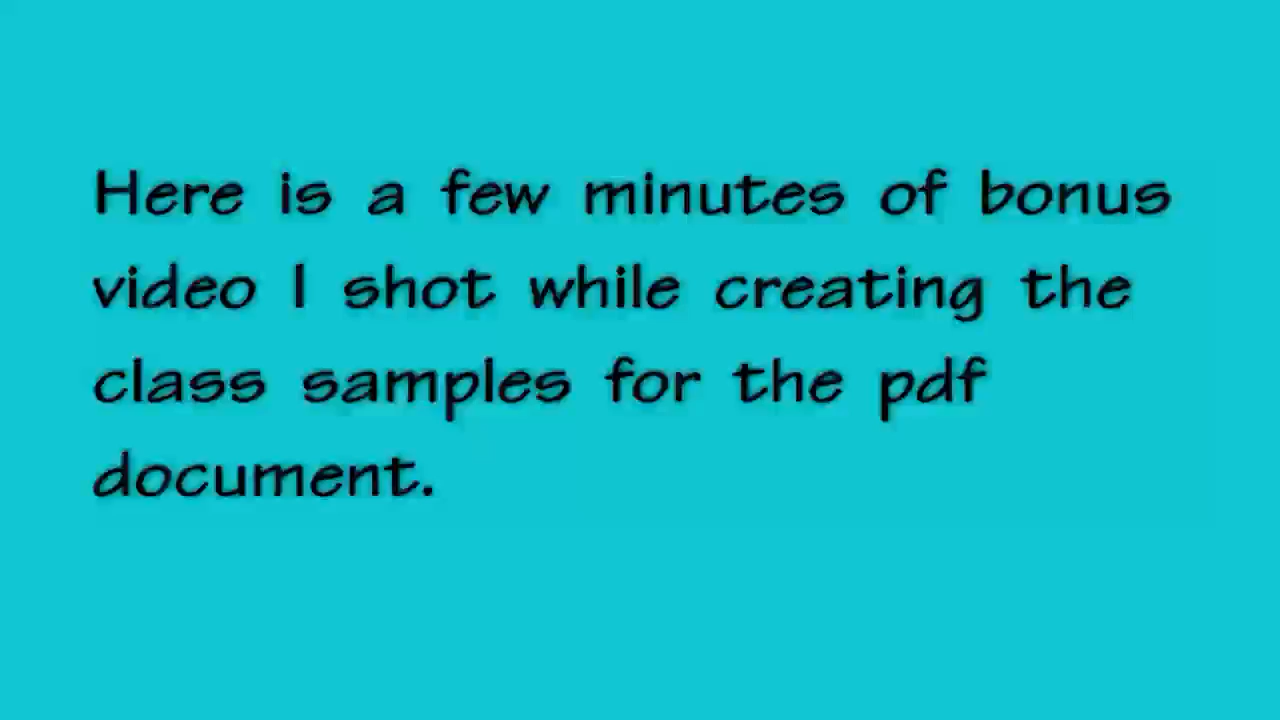 Here is a few minutes of bonus
video I shot while creating the
class samples for the pdf
document.